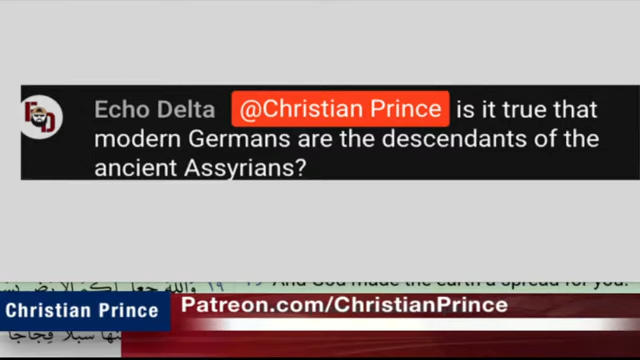 Echo Delta @Christian Prince is it true that
modern Germans are the descendants of the
ancient Assyrians?
And God made the earth a spread for you.
Christian Prince
Patreon.com/ChristianPrince